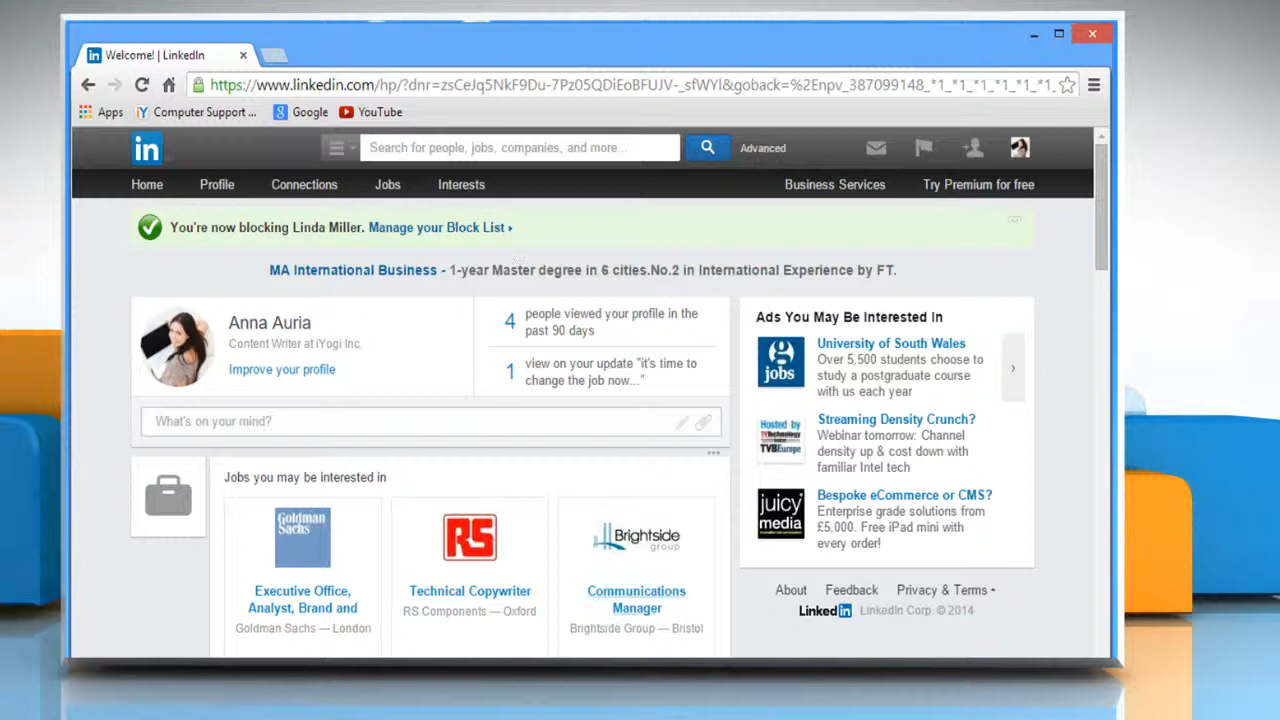 Welcome! | LinkedIn
https://www.linkedin.com/hp/?dnr=zsCeJq5NkF9Du-7Pz05QDiEoBFUJV-_sfWYl&goback=%2Enpv_387099148_*1_*1_*1_*1_*1_
Apps Computer Support ... Google YouTube
in Search for people, jobs, companies, and more... Advanced
Home Profile Connections Jobs Interests Business Services Try Premium for free
You're now blocking Linda Miller. Manage your Block List
MA International Business - 1-year Master degree in 6 cities.No.2 in International Experience by FT.
Anna Auria
Content Writer at iYogi Inc.
Improve your profile
4 people viewed your profile in the
past 90 days
1 view on your update "it's time to
change the job now..."
What's on your mind?
Ads You May Be Interested In
g jobs
University of South Wales
Over 5,500 students choose to
study a postgraduate course
with us each year
Hosted by
TVTechnology
TVBEurope
Streaming Density Crunch?
Webinar tomorrow: Channel
density up & cost down with
familiar Intel tech
juicy
media
Bespoke eCommerce or CMS?
Enterprise grade solutions from
£5,000. Free iPad mini with
every order!
Jobs you may be interested in
Goldman
Sachs
Executive Office,
Analyst, Brand and
Goldman Sachs — London
RS
Technical Copywriter
RS Components — Oxford
Brightside
group
Communications
Manager
Brightside Group — Bristol
About Feedback Privacy & Terms
LinkedIn LinkedIn Corp. © 2014